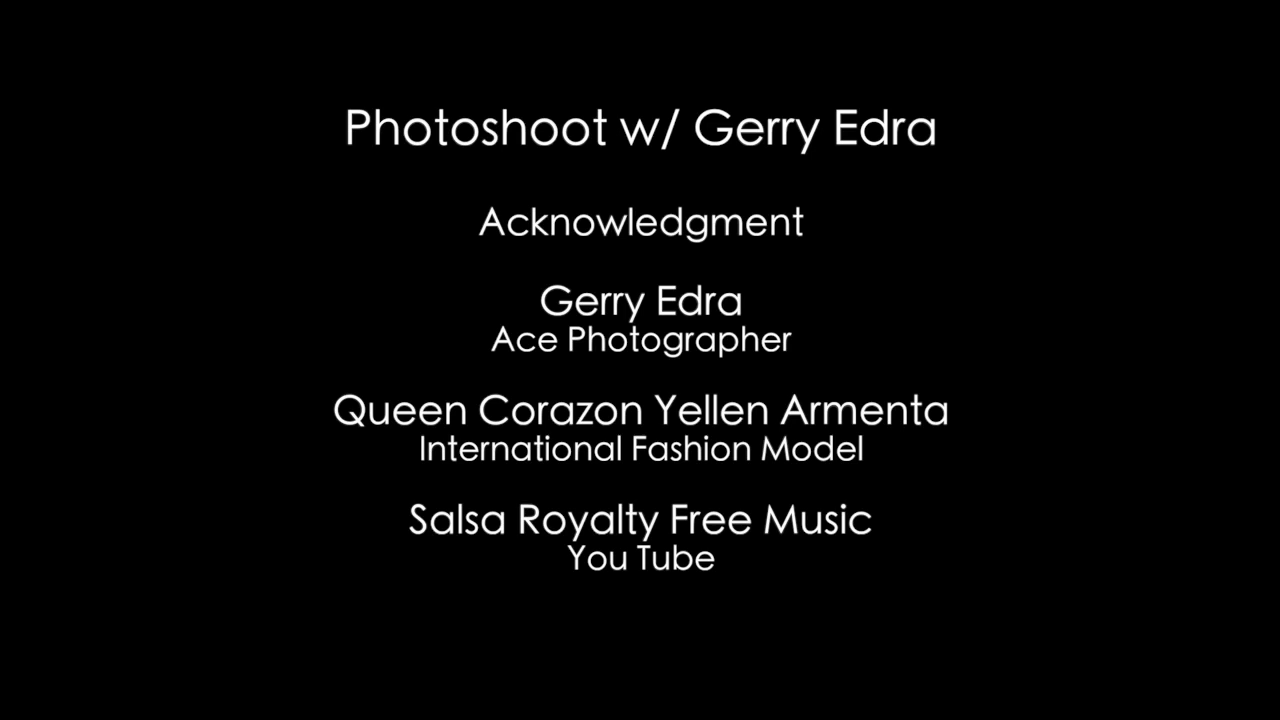 Photoshoot w/ Gerry Edra
Acknowledgment
Gerry Edra
Ace Photographer
Queen Corazon Yellen Armenta
International Fashion Model
Salsa Royalty Free Music
You Tube